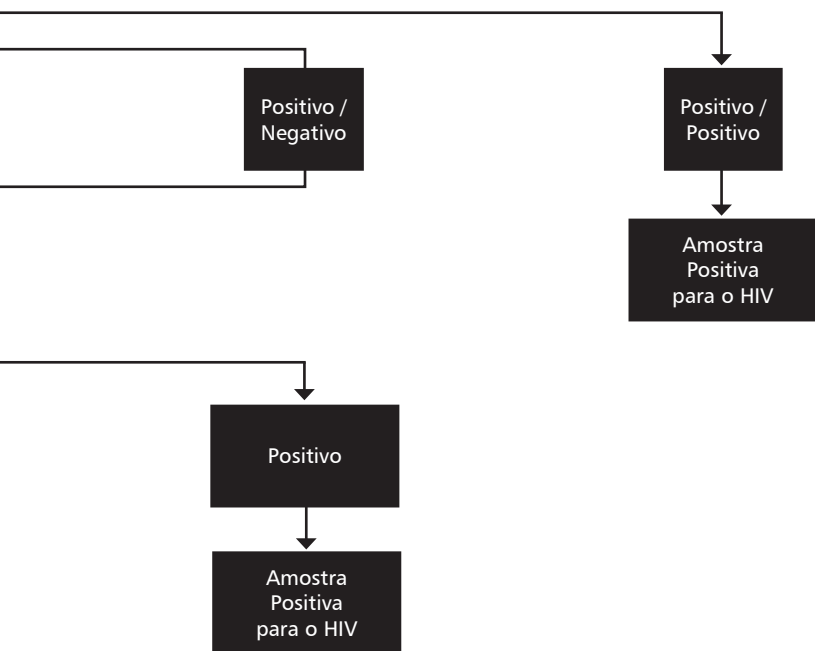 Positivo /
Negativo
Positivo /
Positivo
Amostra
Positiva
para o HIV
Positivo
Amostra
Positiva
para o HIV